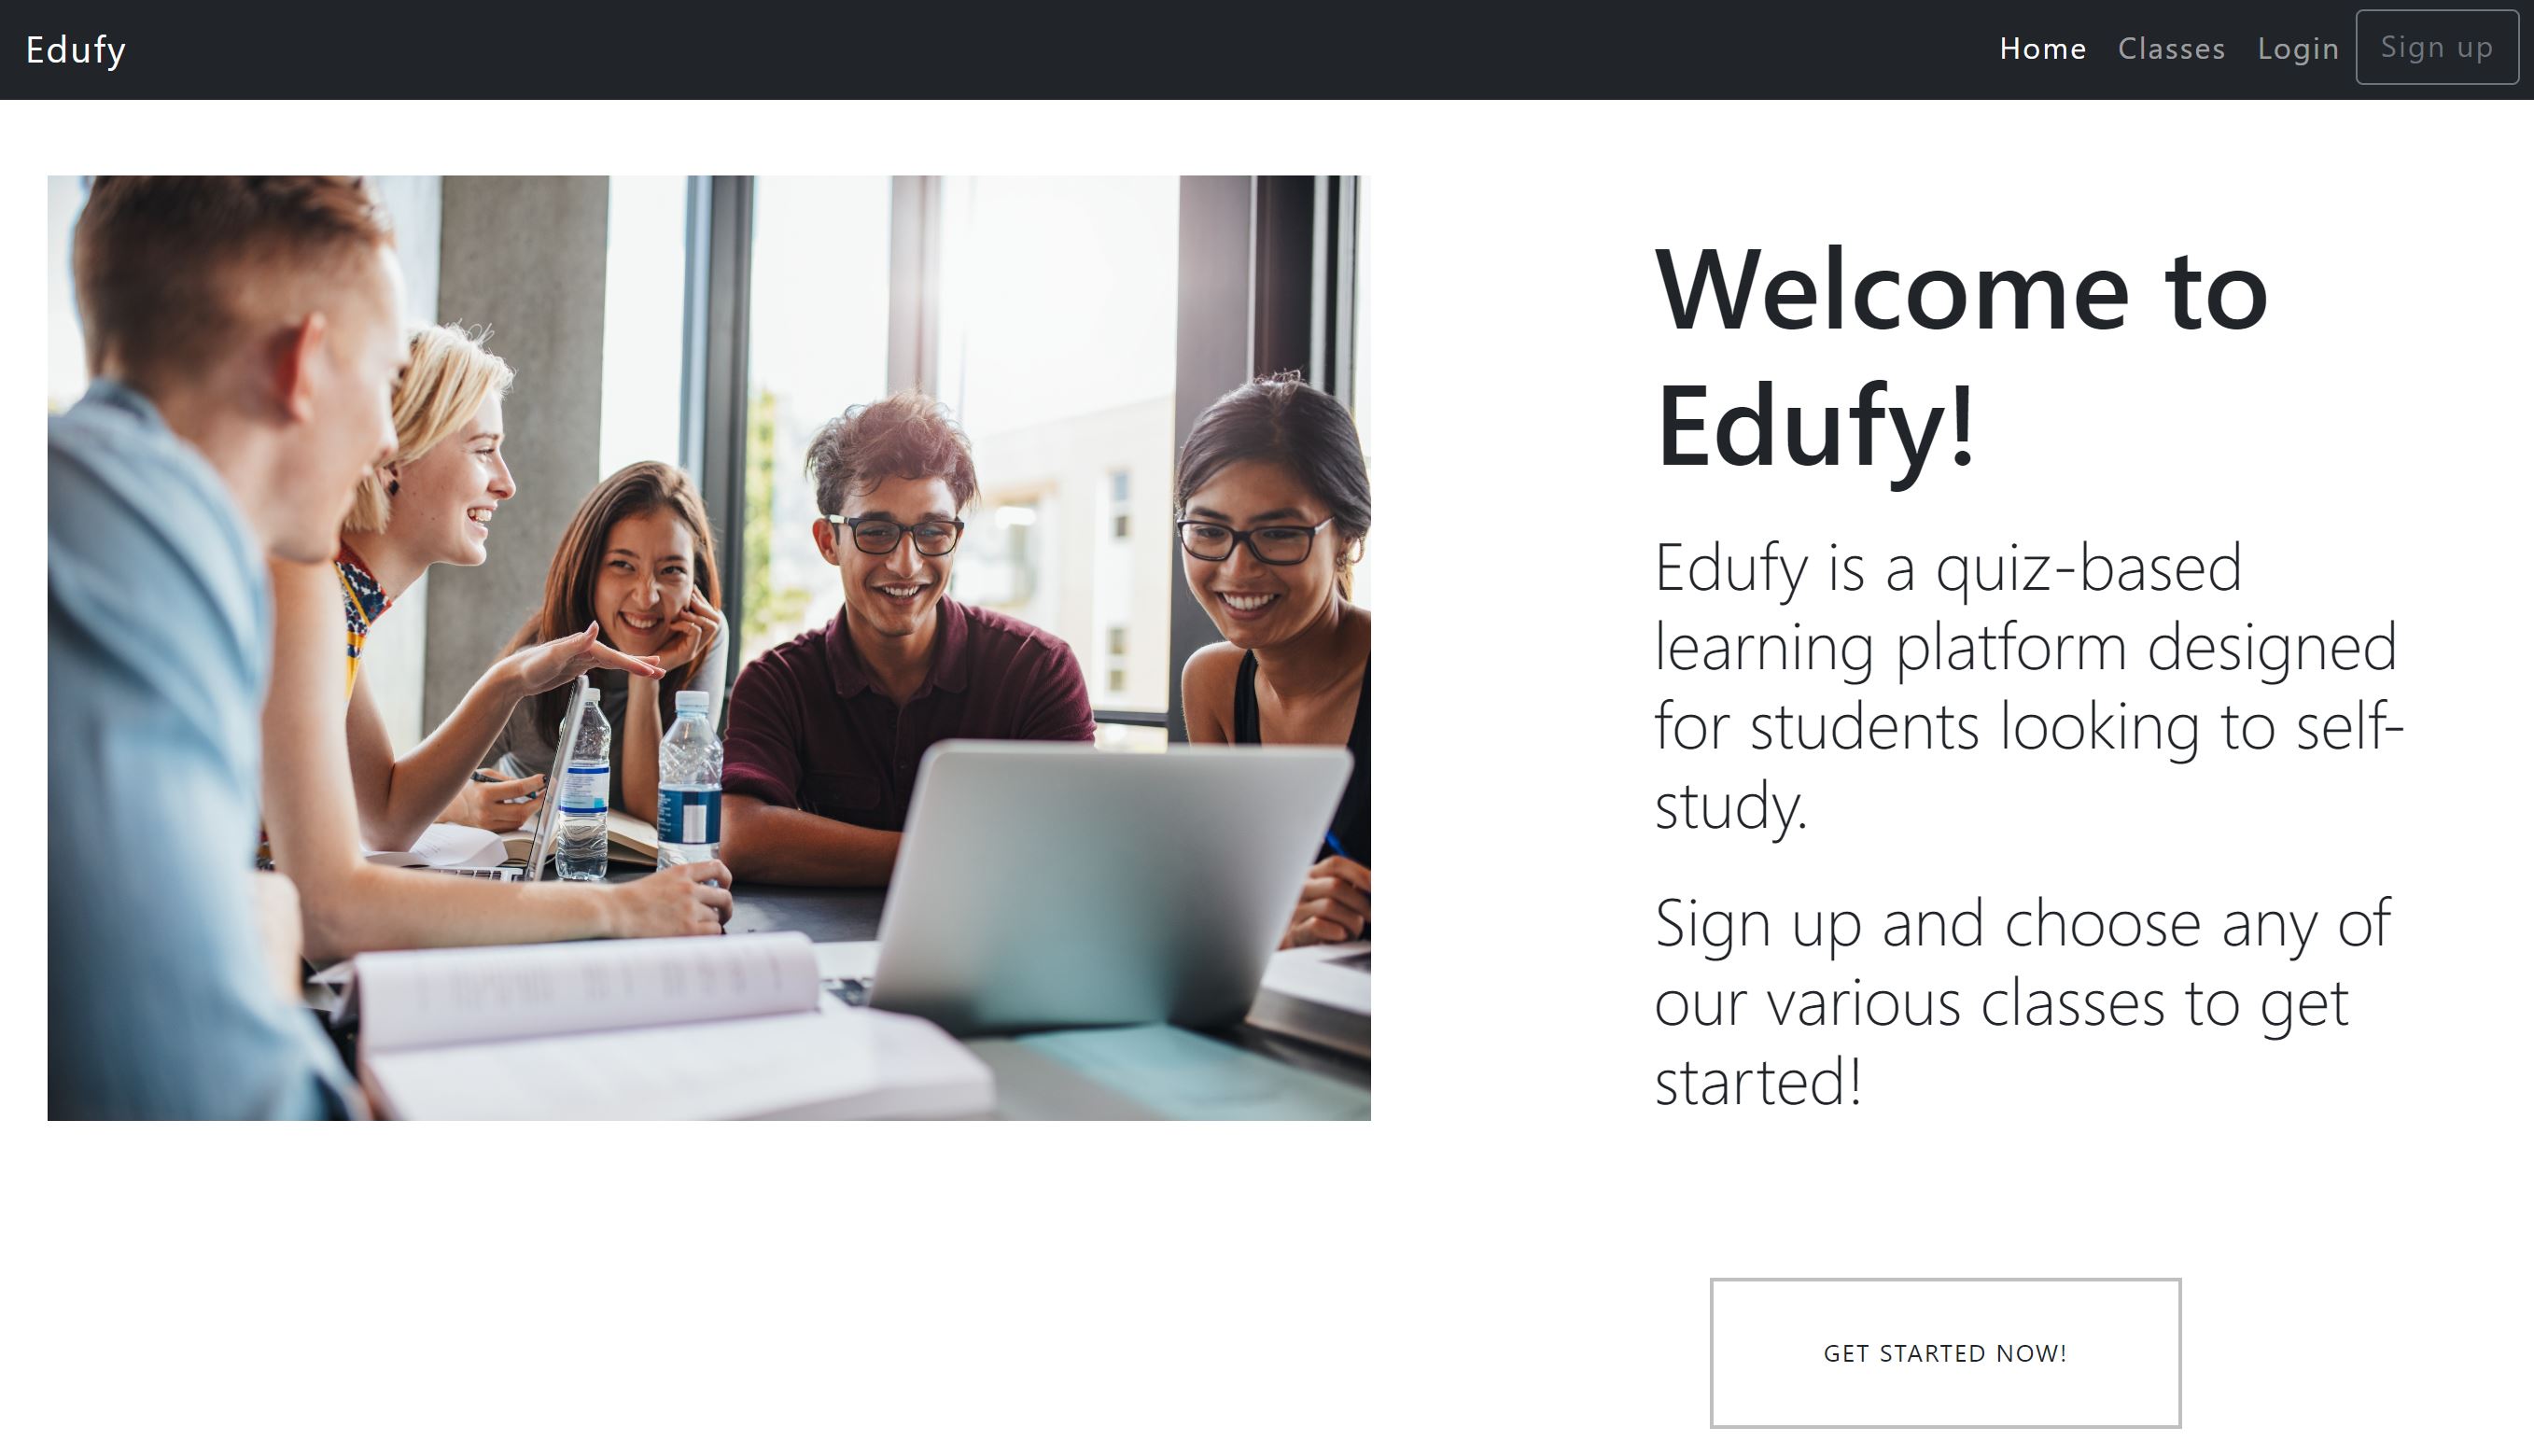 Edufy
Home Classes Login Sign up
Welcome to
Edufy!
Edufy is a quiz-based
learning platform designed
for students looking to self-
study.
Sign up and choose any of
our various classes to get
started!
GET STARTED NOW!